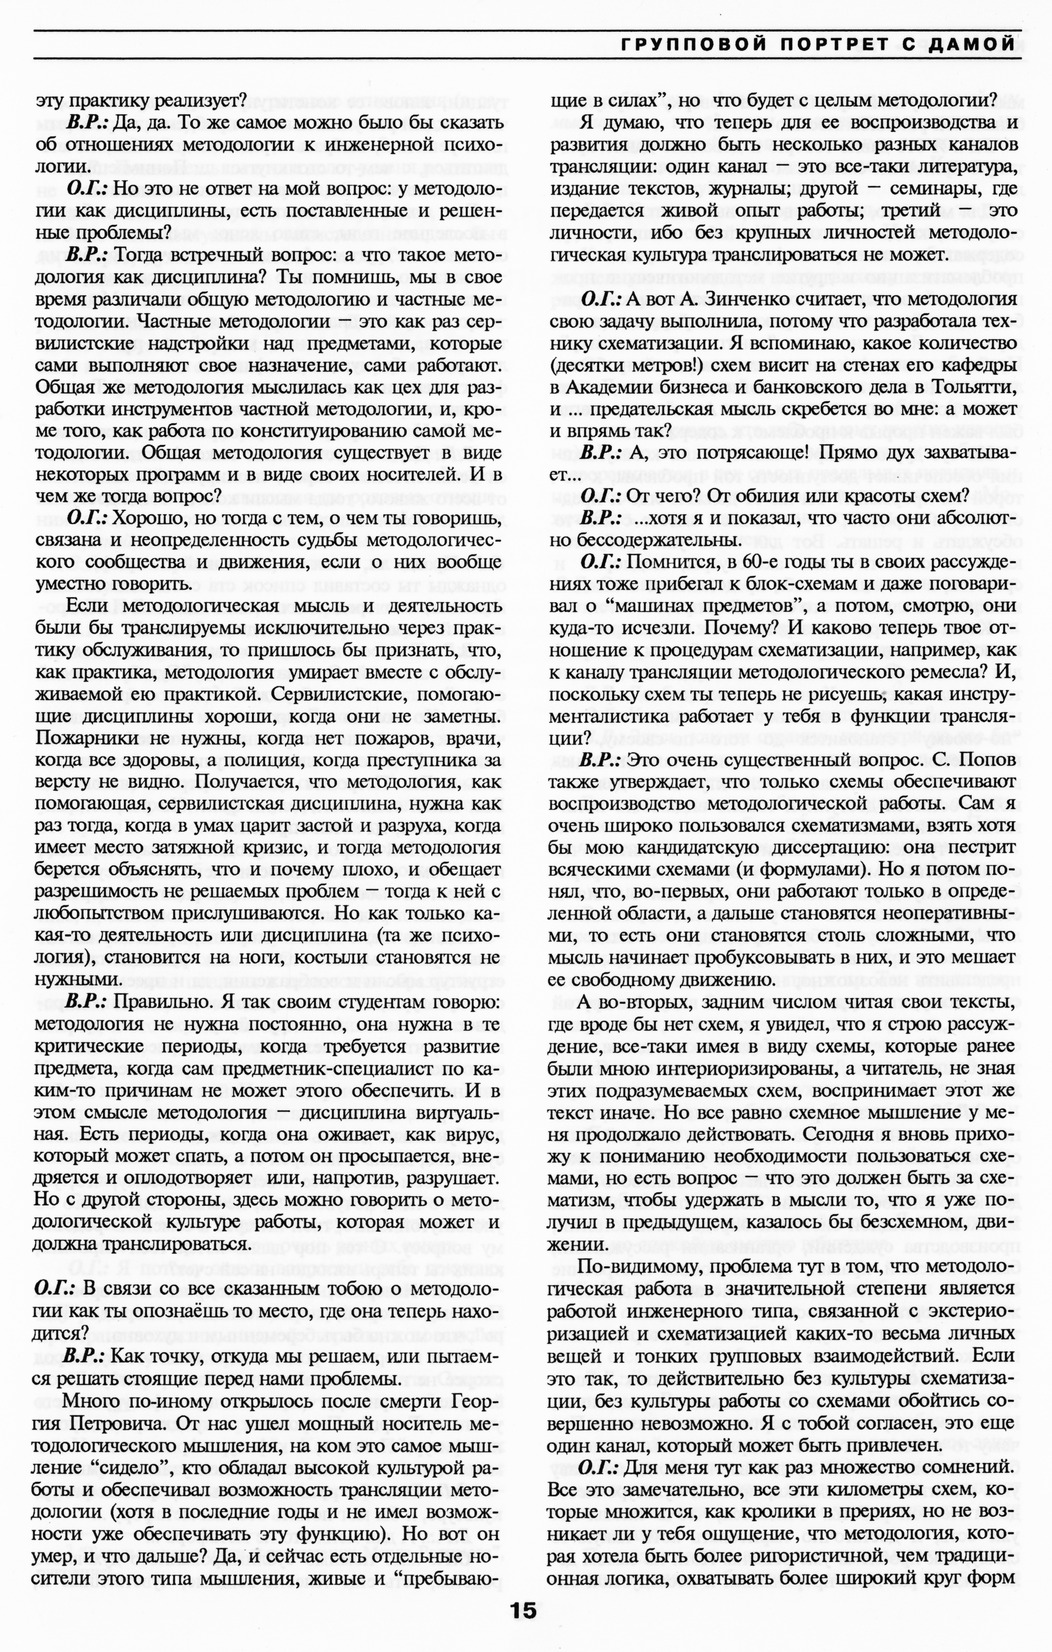 ГРУППОВОЙ ПОРТРЕТ С ДАМОЙ
эту практику реализует?
В.Р.: Да, да. То же самое можно было бы сказать
об отношениях методологии к инженерной психо-
логии.
О.Г.: Но это не ответ на мой вопрос: у методоло-
гии как дисциплины, есть поставленные и решен-
ные проблемы?
В.Р.: Тогда встречный вопрос: а что такое мето-
дология как дисциплина? Ты помнишь, мы в свое
время различали общую методологию и частные ме-
тодологии. Частные методологии — это как раз сер-
вилистские надстройки над предметами, которые
сами выполняют свое назначение, сами работают.
Общая же методология мыслилась как цех для раз-
работки инструментов частной методологии, и, кро-
ме того, как работа по конституированию самой ме-
тодологии. Общая методология существует в виде
некоторых программ и в виде своих носителей. И в
чем же тогда вопрос?
О.Г.: Хорошо, но тогда с тем, о чем ты говоришь,
связана и неопределенность судьбы методологичес-
кого сообщества и движения, если о них вообще
уместно говорить.
Если методологическая мысль и деятельность
были бы транслируемы исключительно через прак-
тику обслуживания, то пришлось бы признать, что,
как практика, методология умирает вместе с обслу-
живаемой ею практикой. Сервилистские, помогаю-
щие дисциплины хороши, когда они не заметны.
Пожарники не нужны, когда нет пожаров, врачи,
когда все здоровы, а полиция, когда преступника за
версту не видно. Получается, что методология, как
помогающая, сервилистская дисциплина, нужна как
раз тогда, когда в умах царит застой и разруха, когда
имеет место затяжной кризис, и тогда методология
берется объяснять, что и почему плохо, и обещает
разрешимость не решаемых проблем — тогда к ней с
любопытством прислушиваются. Но как только ка-
кая-то деятельность или дисциплина (та же психо-
логия), становится на ноги, костыли становятся не
нужными.
В.Р.: Правильно. Я так своим студентам говорю:
методология не нужна постоянно, она нужна в те
критические периоды, когда требуется развитие
предмета, когда сам предметник-специалист по ка-
ким-то причинам не может этого обеспечить. И в
этом смысле методология — дисциплина виртуаль-
ная. Есть периоды, когда она оживает, как вирус,
который может спать, а потом он просыпается, вне-
дряется и оплодотворяет или, напротив, разрушает.
Но с другой стороны, здесь можно говорить о мето-
дологической культуре работы, которая может и
должна транслироваться.
О.Г.: В связи со все сказанным тобою о методоло-
гии как ты опознаёшь то место, где она теперь нахо-
дится?
В.Р.: Как точку, откуда мы решаем, или пытаем-
ся решать стоящие перед нами проблемы.
Много по-иному открылось после смерти Геор-
гия Петровича. От нас ушел мощный носитель ме-
тодологического мышления, на ком это самое мыш-
ление “сидело”, кто обладал высокой культурой ра-
боты и обеспечивал возможность трансляции мето-
дологии (хотя в последние годы и не имел возмож-
ности уже обеспечивать эту функцию). Но вот он
умер, и что дальше? Да, и сейчас есть отдельные но-
сители этого типа мышления, живые и “пребываю-
щие в силах”, но что будет с целым методологии?
Я думаю, что теперь для ее воспроизводства и
развития должно быть несколько разных каналов
трансляции: один канал — это все-таки литература,
издание текстов, журналы; другой — семинары, где
передается живой опыт работы; третий — это
личности, ибо без крупных личностей методоло-
гическая культура транслироваться не может.
О.Г.: А вот А. Зинченко считает, что методология
свою задачу выполнила, потому что разработала тех-
нику схематизации. Я вспоминаю, какое количество
(десятки метров!) схем висит на стенах его кафедры
в Академии бизнеса и банковского дела в Тольятти,
и ... предательская мысль скребется во мне: а может
и впрямь так?
В.Р.: А, это потрясающе! Прямо дух захватыва-
ет...
О.Г.: От чего? От обилия или красоты схем?
В.Р.: ...хотя я и показал, что часто они абсолют-
но бессодержательны.
О.Г.: Помнится, в 60-е годы ты в своих рассужде-
ниях тоже прибегал к блок-схемам и даже поговари-
вал о “машинах предметов”, а потом, смотрю, они
куда-то исчезли. Почему? И каково теперь твое от-
ношение к процедурам схематизации, например, как
к каналу трансляции методологического ремесла? И,
поскольку схем ты теперь не рисуешь, какая инстру-
менталистика работает у тебя в функции трансля-
ции?
В.Р.: Это очень существенный вопрос. С. Попов
также утверждает, что только схемы обеспечивают
воспроизводство методологической работы. Сам я
очень широко пользовался схематизмами, взять хотя
бы мою кандидатскую диссертацию: она пестрит
всяческими схемами (и формулами). Но я потом по-
нял, что, во-первых, они работают только в опреде-
ленной области, а дальше становятся неоперативны-
ми, то есть они становятся столь сложными, что
мысль начинает пробуксовывать в них, и это мешает
ее свободному движению.
А во-вторых, задним числом читая свои тексты,
где вроде бы нет схем, я увидел, что я строю рассуж-
дение, все-таки имея в виду схемы, которые ранее
были мною интериоризированы, а читатель, не зная
этих подразумеваемых схем, воспринимает этот же
текст иначе. Но все равно схемное мышление у ме-
ня продолжало действовать. Сегодня я вновь прихо-
жу к пониманию необходимости пользоваться схе-
мами, но есть вопрос — что это должен быть за схе-
матизм, чтобы удержать в мысли то, что я уже по-
лучил в предыдущем, казалось бы безсхемном, дви-
жении.
По-видимому, проблема тут в том, что методоло-
гическая работа в значительной степени является
работой инженерного типа, связанной с экстерио-
ризацией и схематизацией каких-то весьма личных
вещей и тонких групповых взаимодействий. Если
это так, то действительно без культуры схематиза-
ции, без культуры работы со схемами обойтись со-
вершенно невозможно. Я с тобой согласен, это еще
один канал, который может быть привлечен.
О.Г.: Для меня тут как раз множество сомнений.
Все это замечательно, все эти километры схем, ко-
торые множится, как кролики в прериях, но не воз-
никает ли у тебя ощущение, что методология, кото-
рая хотела быть более ригористичной, чем традици-
онная логика, охватывать более широкий круг форм
15